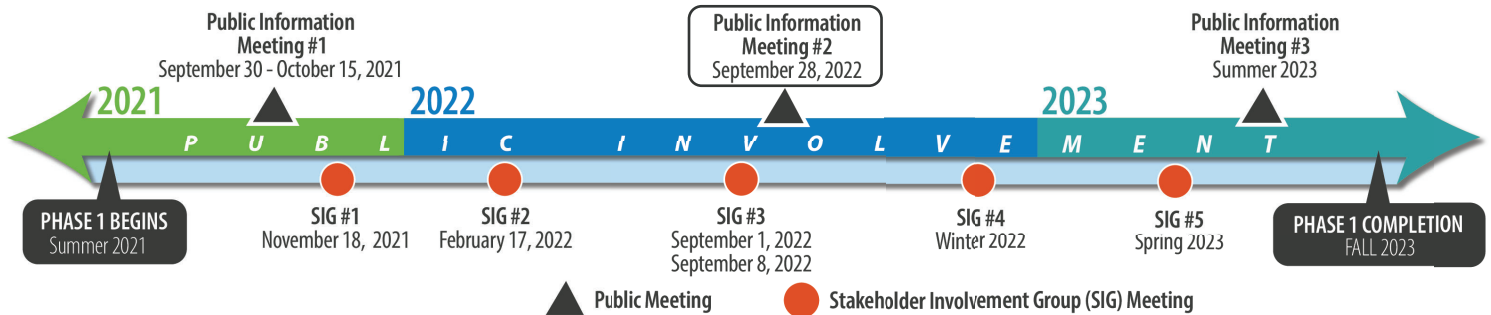 Public Information
Meeting #1
September 30 - October 15, 2021
Public Information
Meeting #2
September 28, 2022
Public Information
Meeting #3
Summer 2023
2021
2022
2023
PUBLIC INVOLVEMENT
PHASE 1 BEGINS
Summer 2021
SIG #1
November 18, 2021
SIG #2
February 17, 2022
SIG #3
September 1, 2022
September 8, 2022
SIG #4
Winter 2022
SIG #5
Spring 2023
PHASE 1 COMPLETION
FALL 2023
Public Meeting
Stakeholder Involvement Group (SIG) Meeting